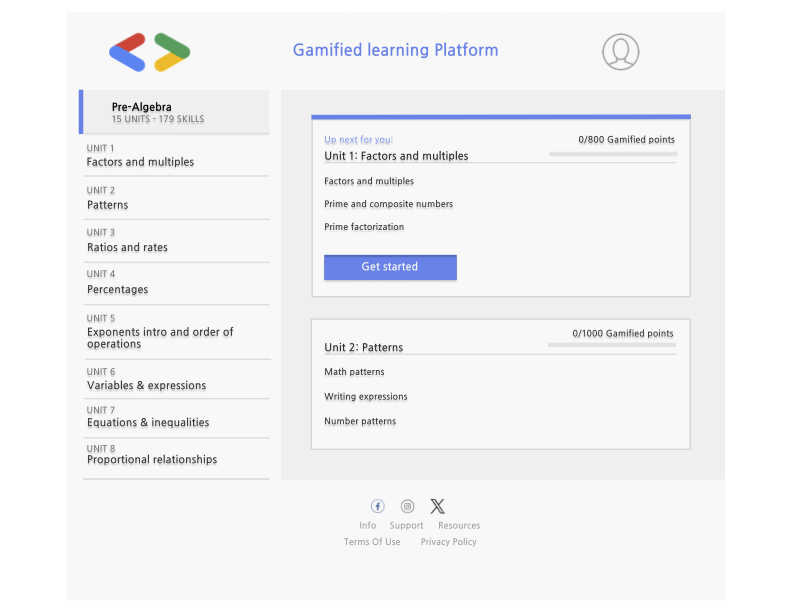 Gamified learning Platform
Pre-Algebra
15 UNITS - 179 SKILLS
UNIT 1
Factors and multiples
UNIT 2
Patterns
UNIT 3
Ratios and rates
UNIT 4
Percentages
UNIT 5
Exponents intro and order of
operations
UNIT 6
Variables & expressions
UNIT 7
Equations & inequalities
UNIT 8
Proportional relationships
Up next for you:
0/800 Gamified points
Unit 1: Factors and multiples
Factors and multiples
Prime and composite numbers
Prime factorization
Get started
0/1000 Gamified points
Unit 2: Patterns
Math patterns
Writing expressions
Number patterns
Info Support Resources
Terms Of Use Privacy Policy